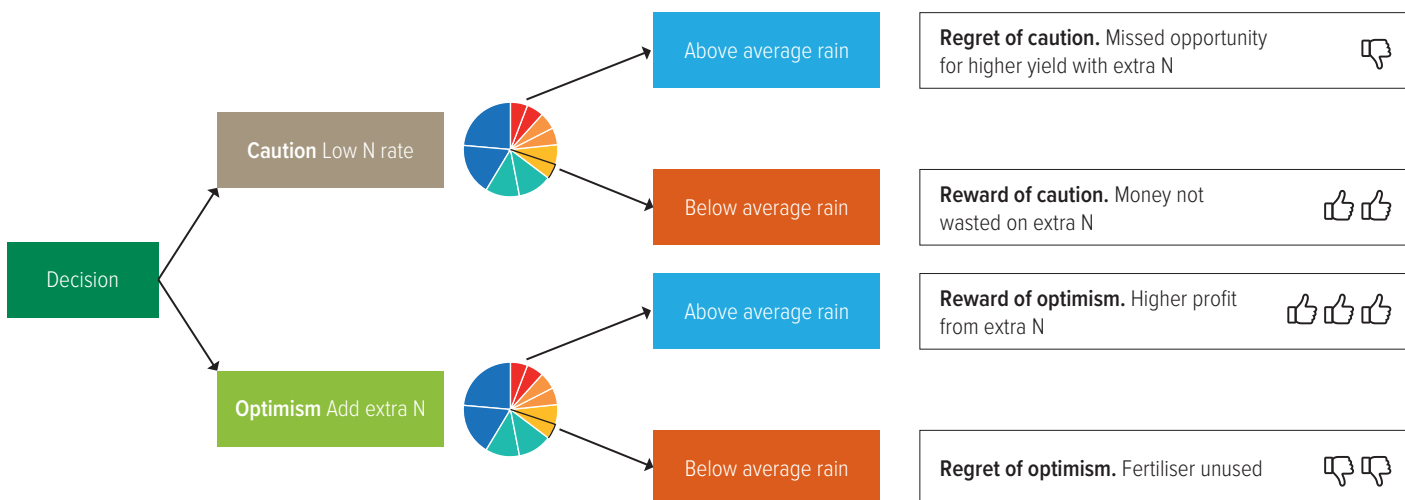 Above average rain
Regret of caution. Missed opportunity
for higher yield with extra N
Caution Low N rate
Below average rain
Reward of caution. Money not
wasted on extra N
Decision
Above average rain
Reward of optimism. Higher profit
from extra N
Optimism Add extra N
Below average rain
Regret of optimism. Fertiliser unused